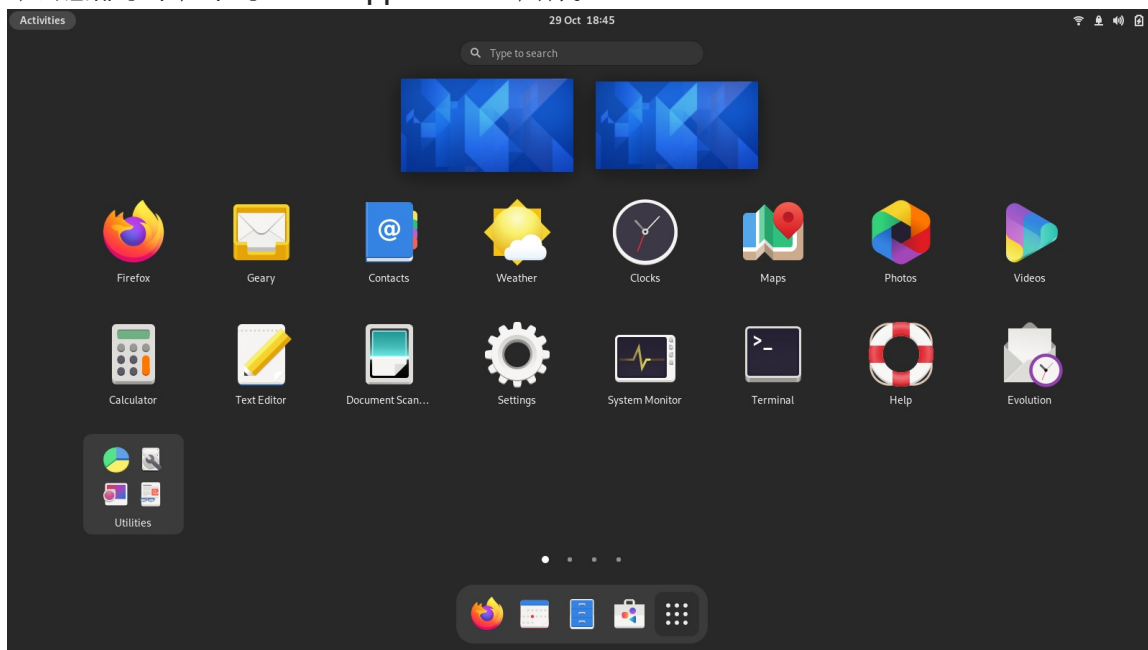 Activities
29 Oct 18:45
Type to search
Firefox
Geary
Contacts
Weather
Clocks
Maps
Photos
Videos
Calculator
Text Editor
Document Scan...
Settings
System Monitor
Terminal
Help
Evolution
Utilities